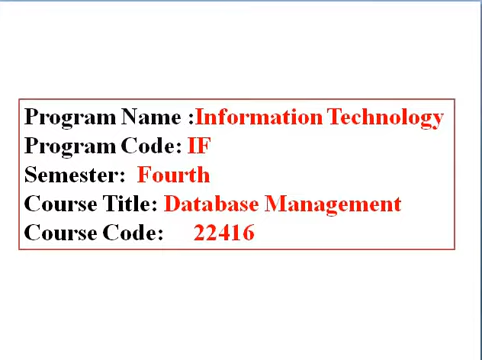 Program Name :Information Technology
Program Code: IF
Semester: Fourth
Course Title: Database Management
Course Code: 22416